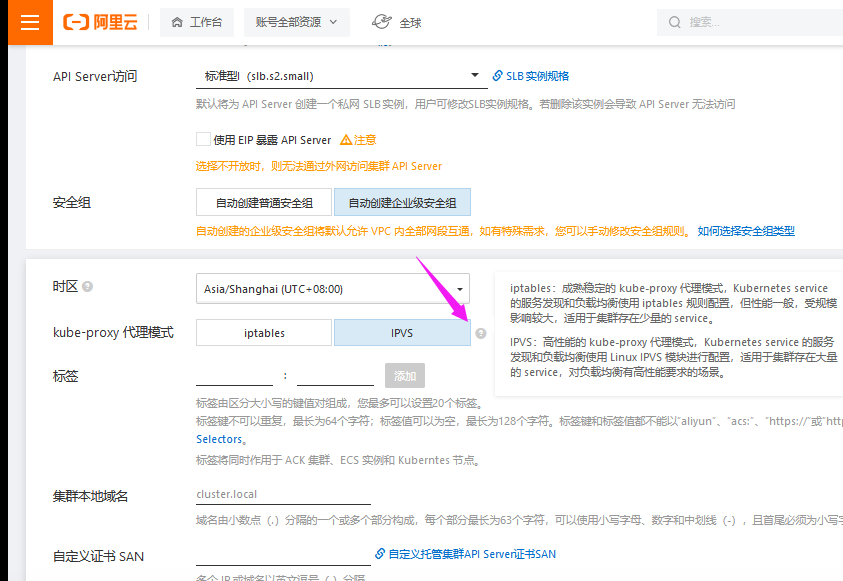 阿里云 工作台 账号全部资源 全球 搜索...
API Server访问 标准型I (slb.s2.small) SLB 实例规格
默认将为 API Server 创建一个私网 SLB 实例，用户可修改SLB实例规格。若删除该实例会导致 API Server 无法访问
使用 EIP 暴露 API Server 注意
选择不开放时，则无法通过外网访问集群 API Server
安全组 自动创建普通安全组 自动创建企业级安全组
自动创建的企业级安全组将默认允许 VPC 内全部网段互通，如有特殊需求，您可以手动修改安全组规则。 如何选择安全组类型
时区 Asia/Shanghai (UTC+08:00)
kube-proxy 代理模式 iptables IPVS
iptables：成熟稳定的 kube-proxy 代理模式，Kubernetes service
的服务发现和负载均衡使用 iptables 规则配置，但性能一般，受规模
影响较大，适用于集群存在少量的 service。
IPVS：高性能的 kube-proxy 代理模式，Kubernetes service 的服务
发现和负载均衡使用 Linux IPVS 模块进行配置，适用于集群存在大量
的 service，对负载均衡有高性能要求的场景。
标签 : 添加
标签由区分大小写的键值对组成，您最多可以设置20个标签。
标签键不可以重复，最长为64个字符；标签值可以为空，最长为128个字符。标签键和标签值都不能以"aliyun"、"acs:"、"https://"或"http
Selectors。
标签将同时作用于 ACK 集群、ECS 实例和 Kuberntes 节点。
集群本地域名 cluster.local
域名由小数点（.）分隔的一个或多个部分构成，每个部分最长为63个字符，可以使用小写字母、数字和中划线（-），且首尾必须为小写字
自定义证书 SAN 自定义托管集群API Server证书SAN
多个 IP 或域名以英文逗号（,）分隔